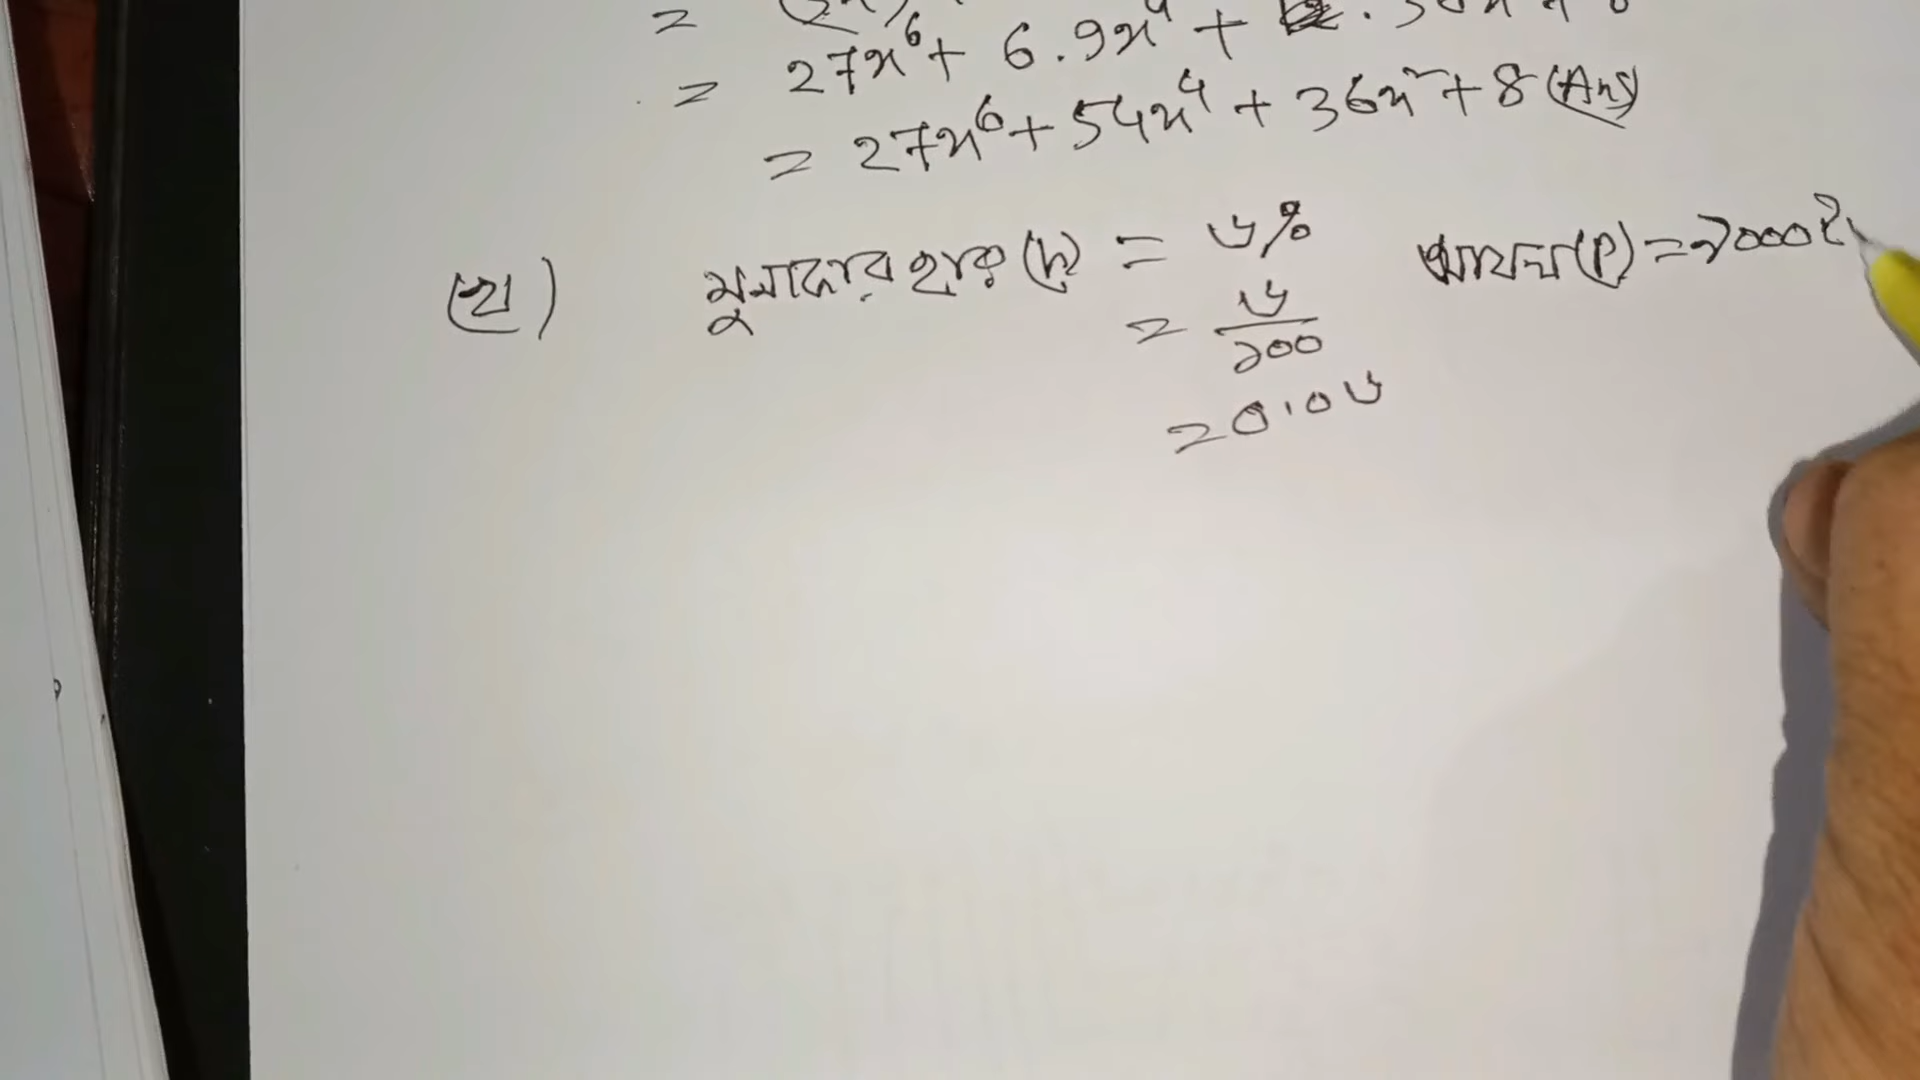 = 27x⁶ + 6.9x⁴ +
= 27x⁶ + 54x⁴ + 36x² + 8 (Ans)
(খ) মুনাফার হার (r) = ৬% আসল (P) = ১০০০
= ৬/১০০
= ০.০৬